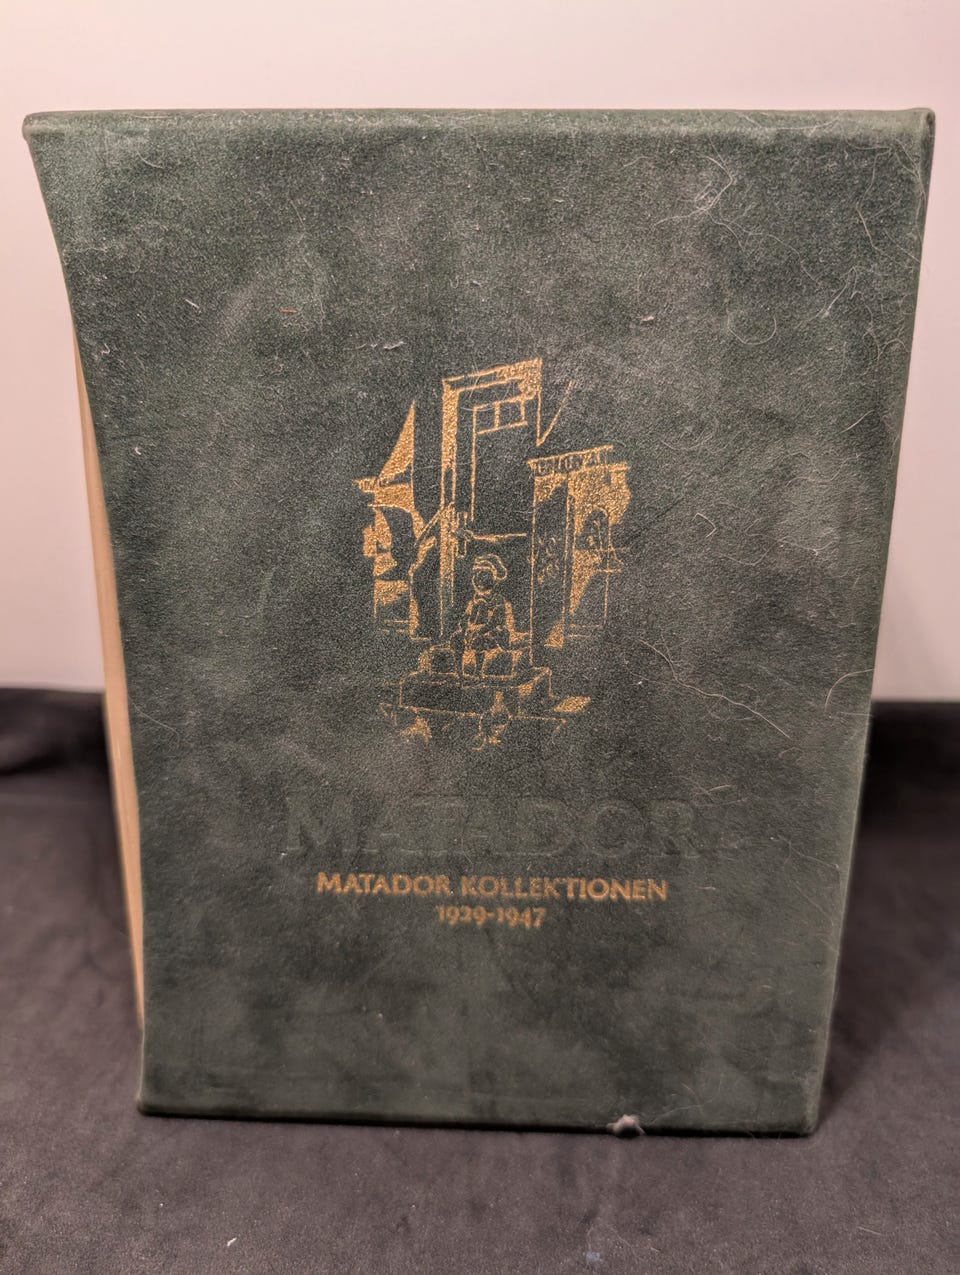 MATADOR
MATADOR KOLLEKTIONEN
1929-1947